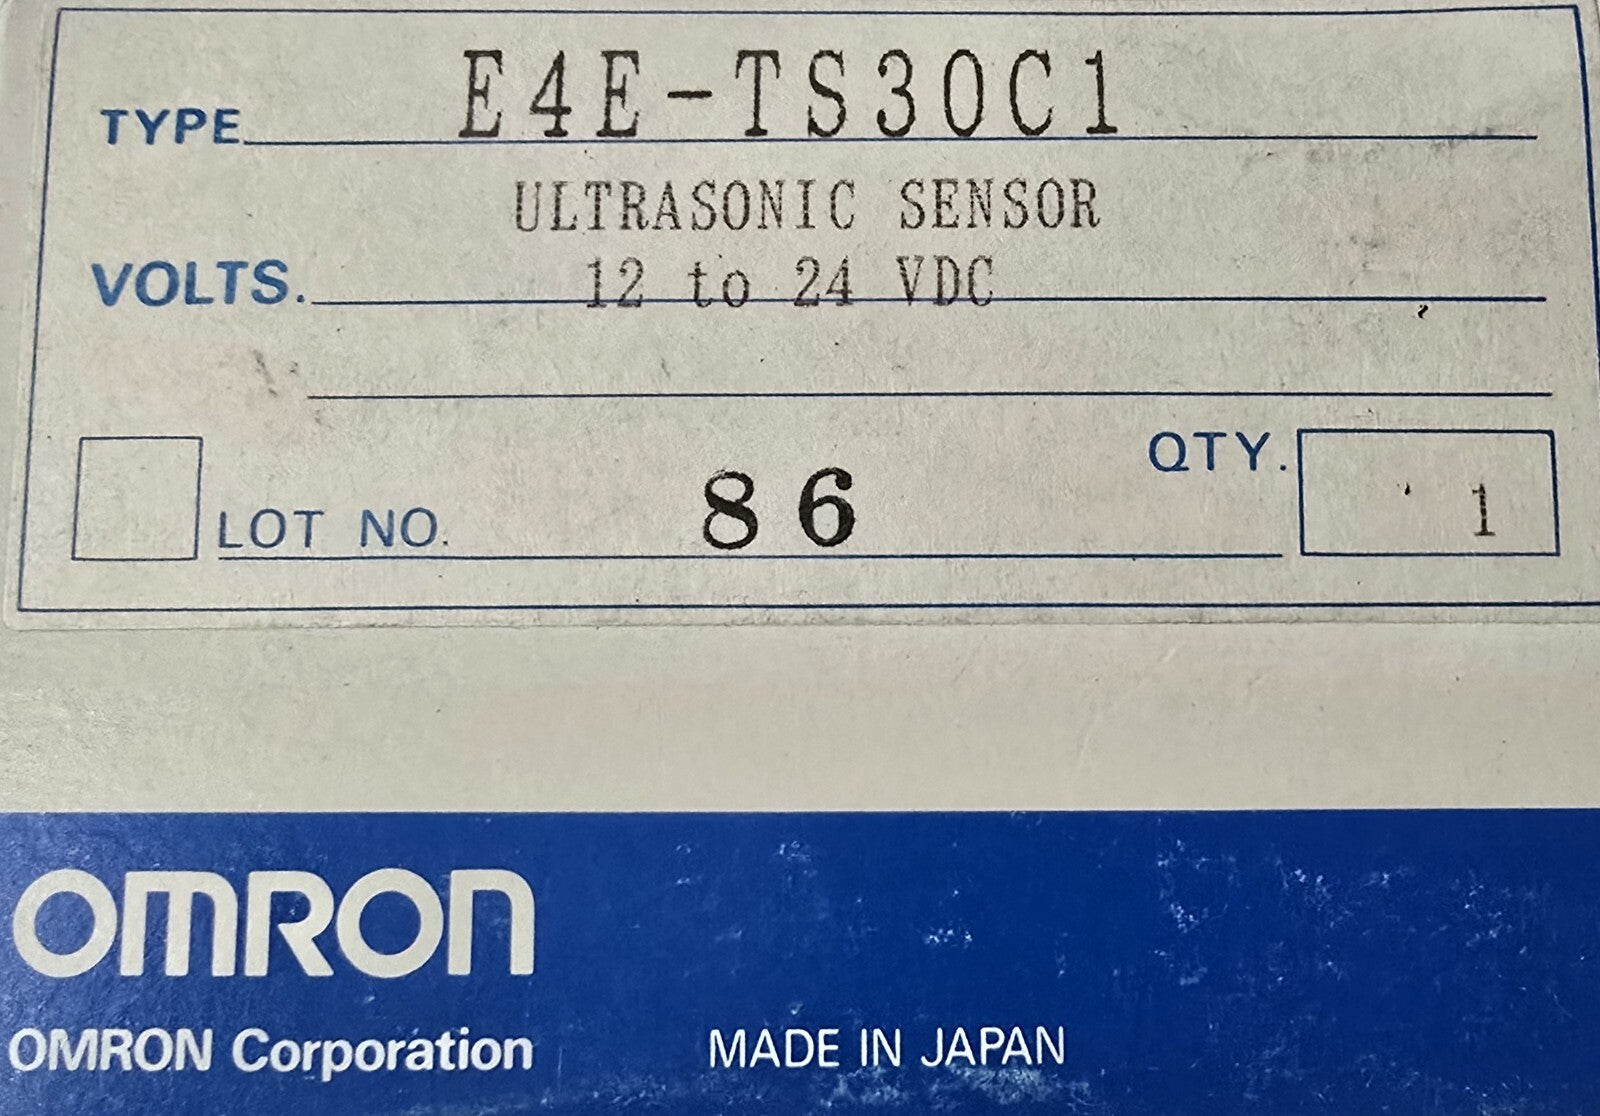 TYPE E4E-TS30C1
ULTRASONIC SENSOR
VOLTS. 12 to 24 VDC
QTY. 1
LOT NO. 86
OMRON
OMRON Corporation MADE IN JAPAN